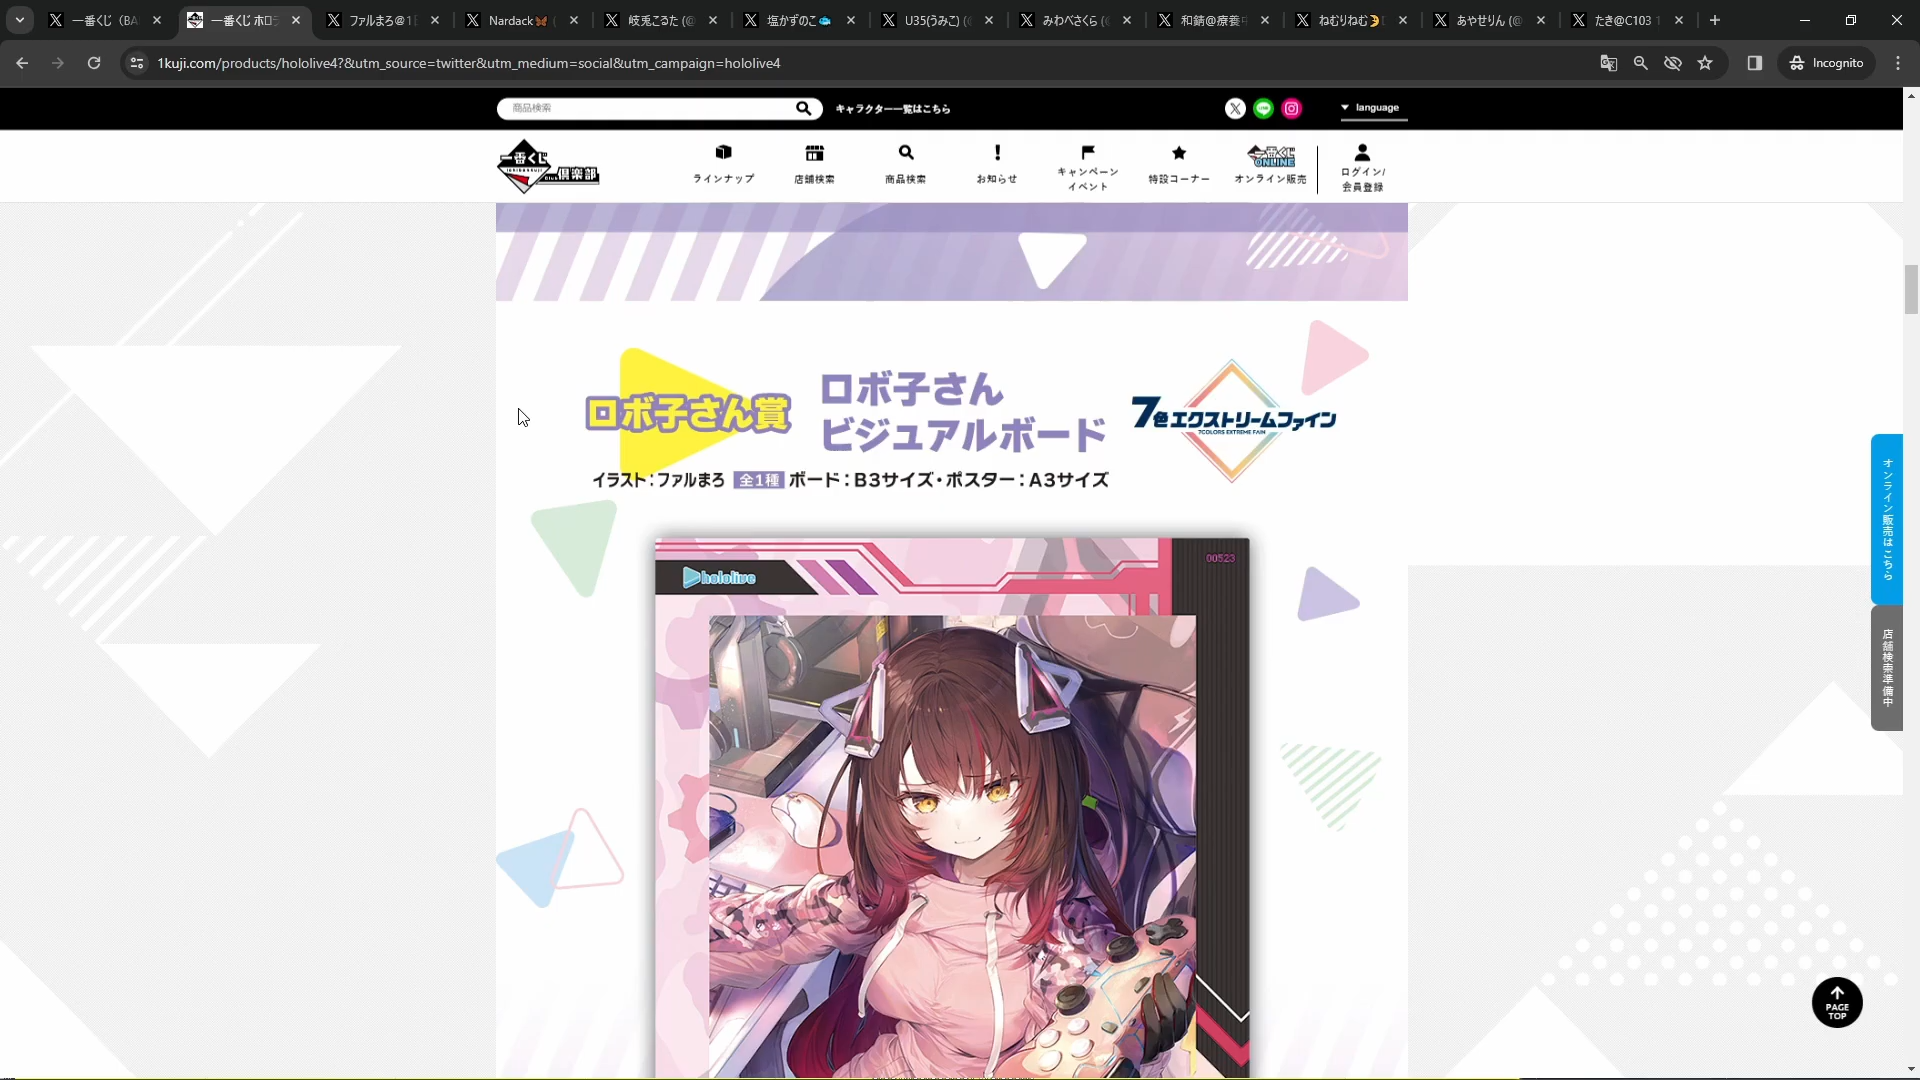 一番くじ（BA
一番くじ ホロラ
ファルまろ@1
Nardack🦋 (
岐兎こるた (@
塩かずのこ🐟
U35(うみこ) (
みわべさくら (
和錆@療養中
ねむりねむ🌛
あやせりん (@
たき@C103 1
1kuji.com/products/hololive4?&utm_source=twitter&utm_medium=social&utm_campaign=hololive4
Incognito
商品検索
キャラクター一覧はこちら
language
一番くじ
倶楽部
ラインナップ
店舗検索
商品検索
お知らせ
キャンペーン
イベント
特設コーナー
一番くじ
ONLINE
オンライン販売
ログイン/
会員登録
ロボ子さん賞
ロボ子さん
ビジュアルボード
7色エクストリームファイン
7COLORS EXTREME FAIN
イラスト：ファルまろ 全1種 ボード：B3サイズ・ポスター：A3サイズ
hololive
00523
オンライン販売はこちら
店舗検索準備中
PAGE
TOP